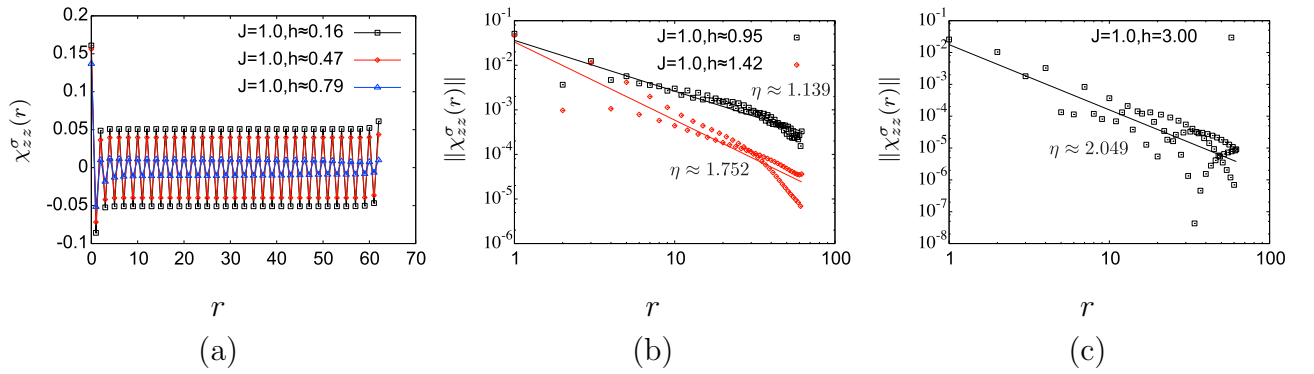 χ^σ_zz(r)
0.2
0.15
0.1
0.05
0
-0.05
-0.1
J=1.0,h≈0.16
J=1.0,h≈0.47
J=1.0,h≈0.79
0 10 20 30 40 50 60 70
r
(a)
||χ^σ_zz(r)||
10^-1
10^-2
10^-3
10^-4
10^-5
10^-6
J=1.0,h≈0.95
J=1.0,h≈1.42
η ≈ 1.139
η ≈ 1.752
1 10 100
r
(b)
||χ^σ_zz(r)||
10^-1
10^-2
10^-3
10^-4
10^-5
10^-6
10^-7
10^-8
J=1.0,h=3.00
η ≈ 2.049
1 10 100
r
(c)